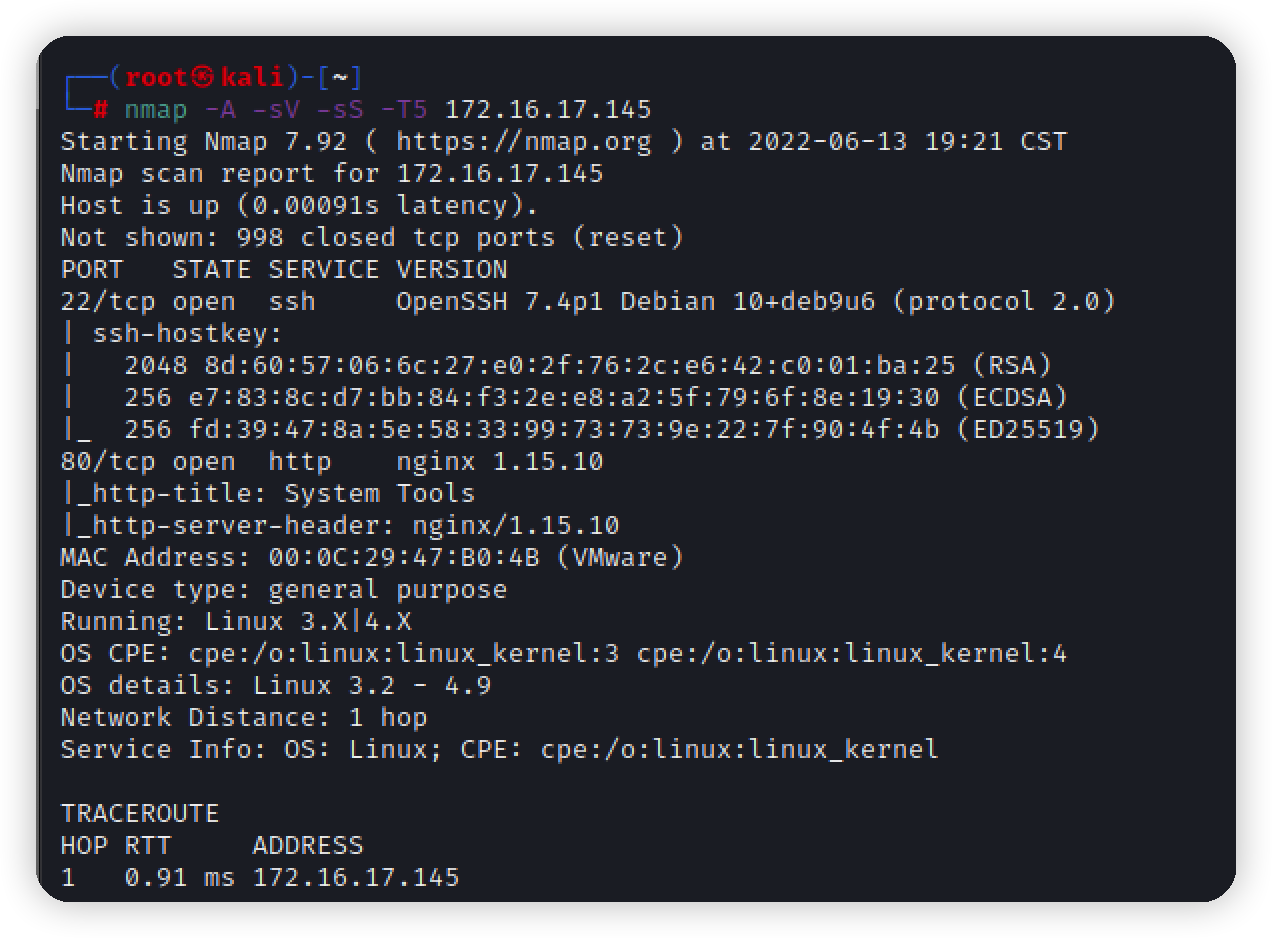 ┌──(root㉿kali)-[~]
└─# nmap -A -sV -sS -T5 172.16.17.145
Starting Nmap 7.92 ( https://nmap.org ) at 2022-06-13 19:21 CST
Nmap scan report for 172.16.17.145
Host is up (0.00091s latency).
Not shown: 998 closed tcp ports (reset)
PORT   STATE SERVICE VERSION
22/tcp open  ssh     OpenSSH 7.4p1 Debian 10+deb9u6 (protocol 2.0)
| ssh-hostkey:
|   2048 8d:60:57:06:6c:27:e0:2f:76:2c:e6:42:c0:01:ba:25 (RSA)
|   256 e7:83:8c:d7:bb:84:f3:2e:e8:a2:5f:79:6f:8e:19:30 (ECDSA)
|_  256 fd:39:47:8a:5e:58:33:99:73:73:9e:22:7f:90:4f:4b (ED25519)
80/tcp open  http    nginx 1.15.10
|_http-title: System Tools
|_http-server-header: nginx/1.15.10
MAC Address: 00:0C:29:47:B0:4B (VMware)
Device type: general purpose
Running: Linux 3.X|4.X
OS CPE: cpe:/o:linux:linux_kernel:3 cpe:/o:linux:linux_kernel:4
OS details: Linux 3.2 - 4.9
Network Distance: 1 hop
Service Info: OS: Linux; CPE: cpe:/o:linux:linux_kernel

TRACEROUTE
HOP RTT     ADDRESS
1   0.91 ms 172.16.17.145